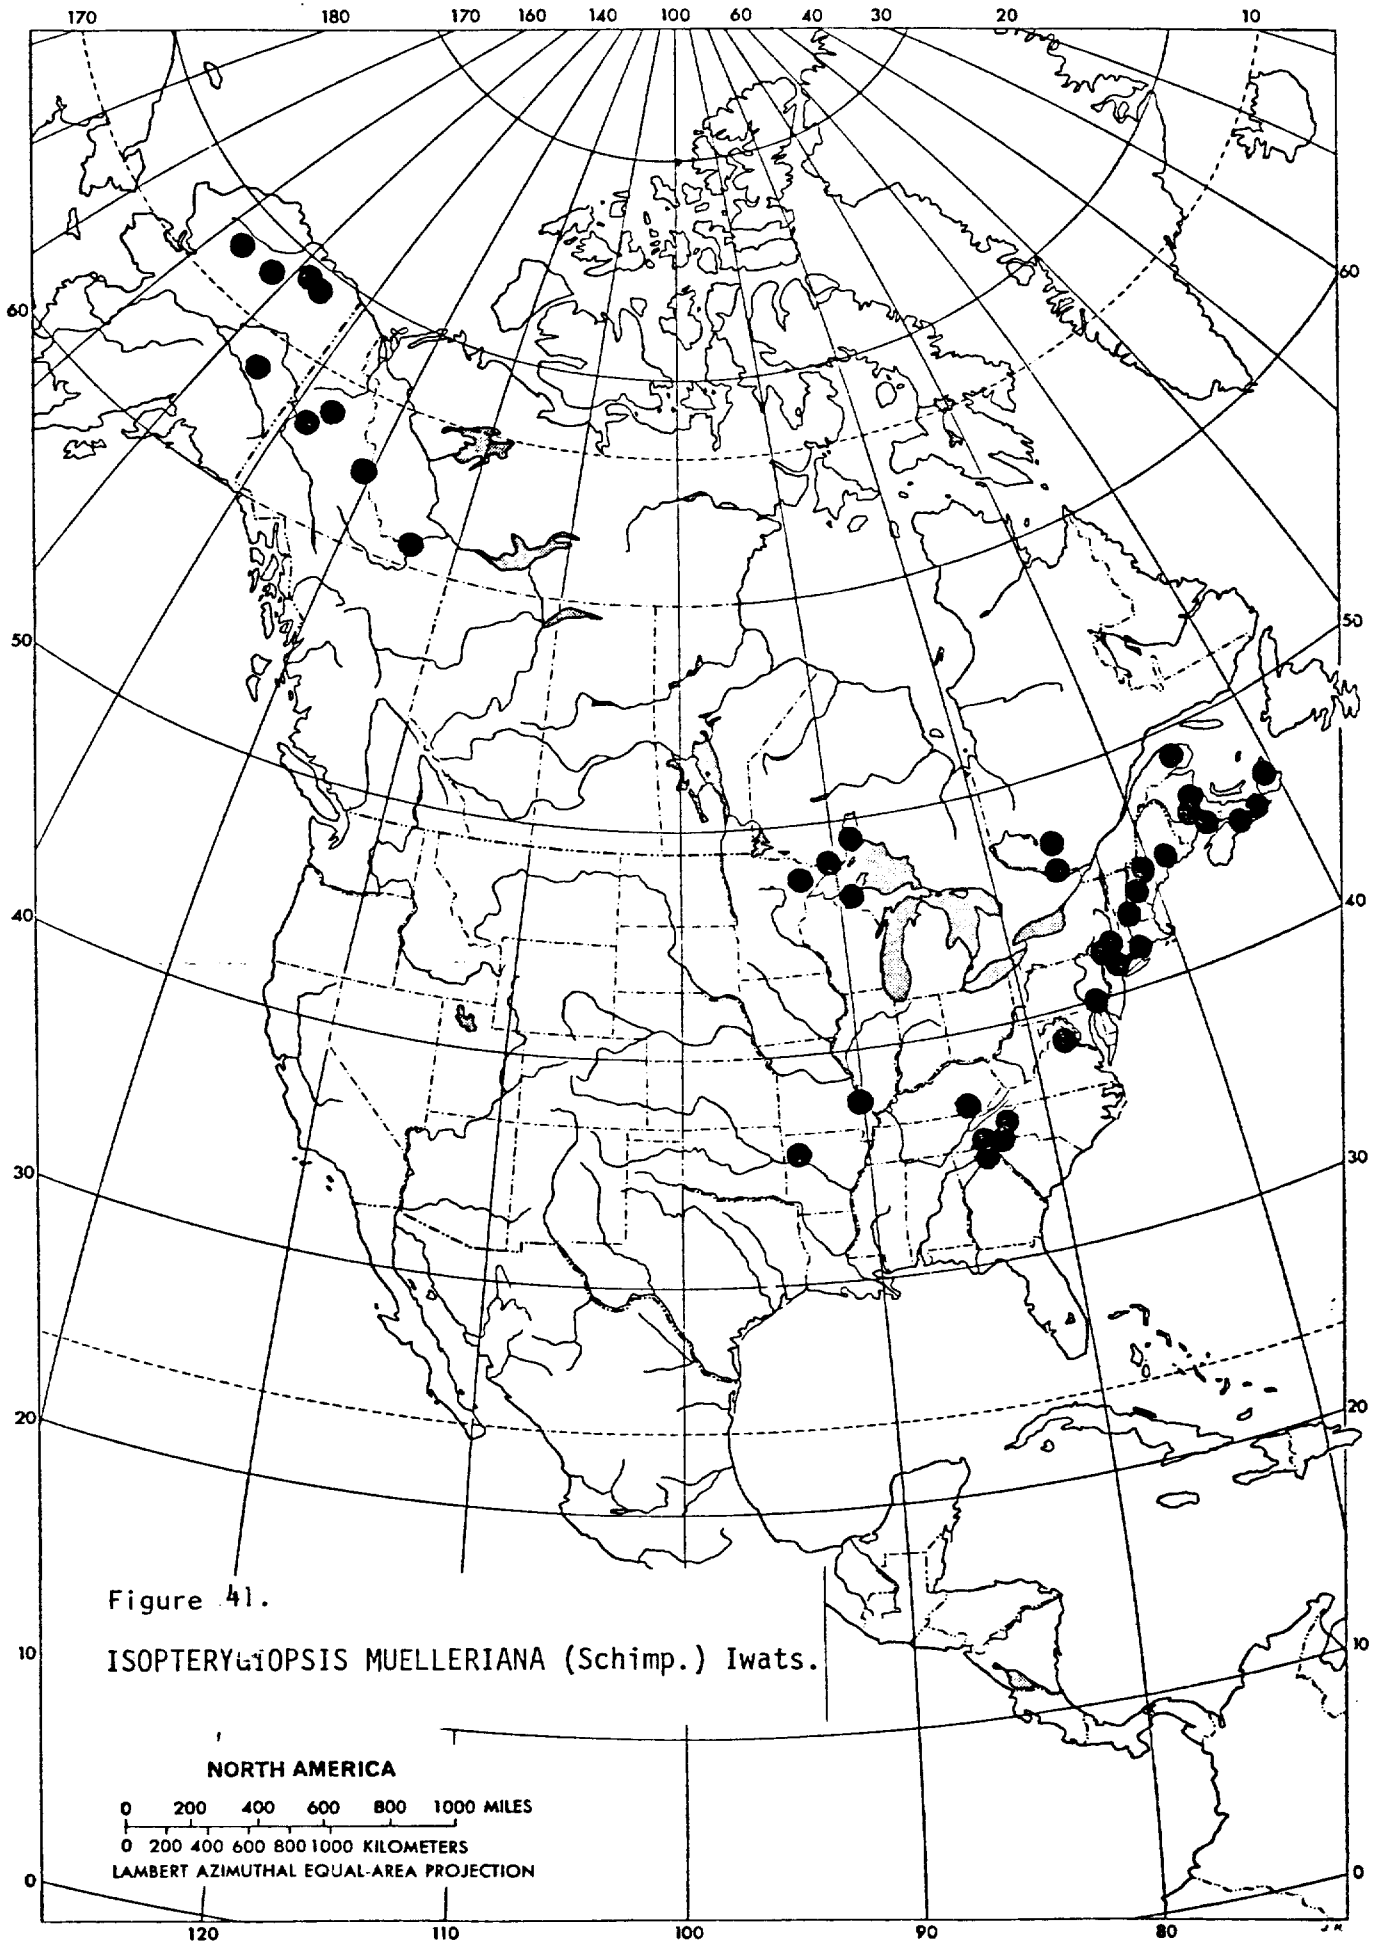 170 180 170 160 140 100 60 40 30 20 10
60 60
50 50
40 40
30 30
20 20
Figure 41.
10 10
ISOPTERYGIOPSIS MUELLERIANA (Schimp.) Iwats.
NORTH AMERICA
0 200 400 600 800 1000 MILES
0 200 400 600 800 1000 KILOMETERS
LAMBERT AZIMUTHAL EQUAL-AREA PROJECTION
0 0
120 110 100 90 80